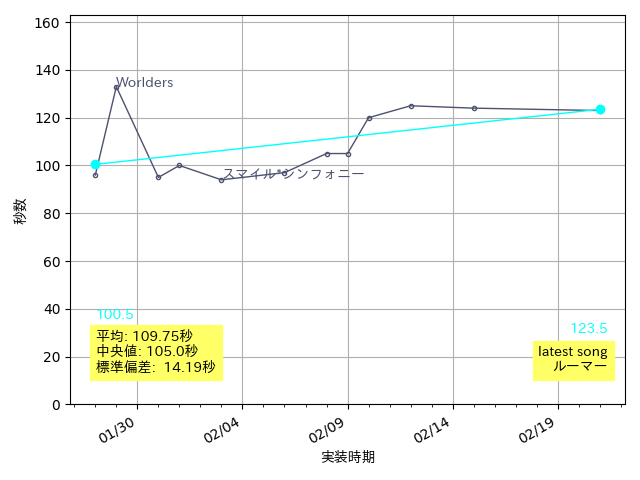 160
140
120
100
80
60
40
20
0
秒数
Worlders
スマイル*シンフォニー
100.5
平均: 109.75秒
中央値: 105.0秒
標準偏差: 14.19秒
123.5
latest song
ルーマー
01/30
02/04
02/09
02/14
02/19
実装時期